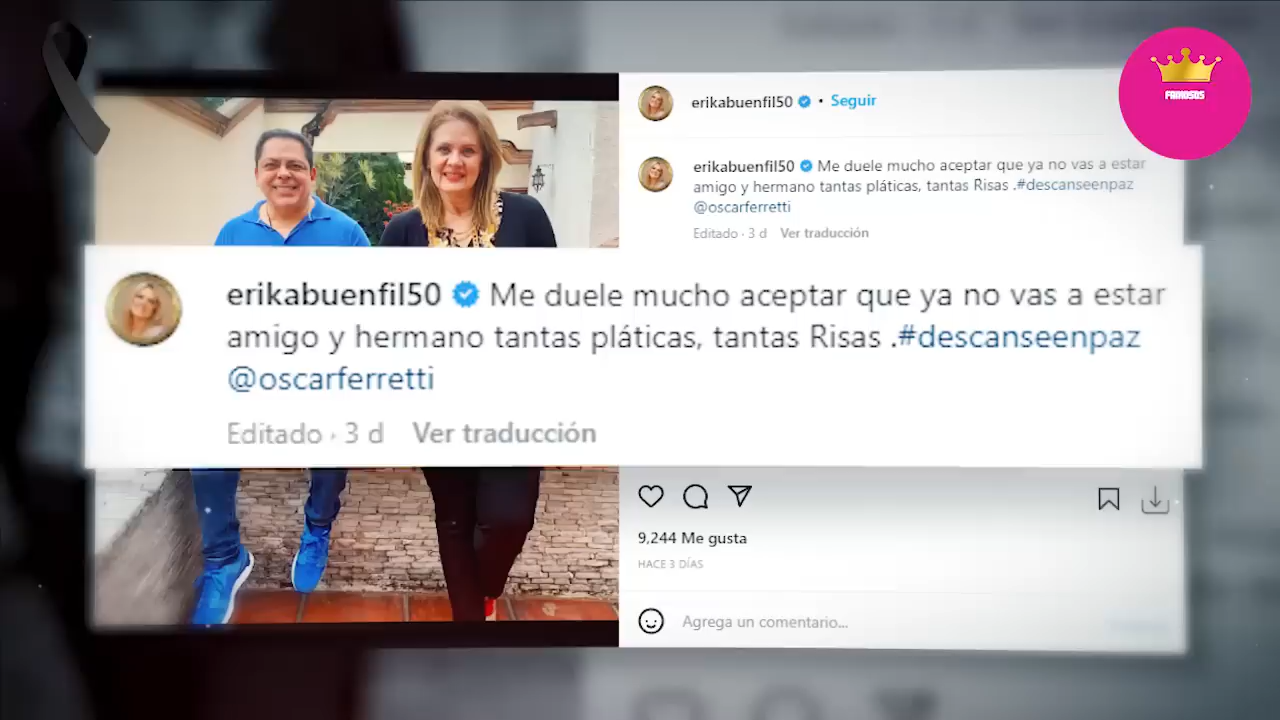 FAMOSOS
erikabuenfil50 • Seguir
erikabuenfil50 Me duele mucho aceptar que ya no vas a estar
amigo y hermano tantas pláticas, tantas Risas .#descanseenpaz
@oscarferretti
Editado · 3 d Ver traducción
erikabuenfil50 Me duele mucho aceptar que ya no vas a estar
amigo y hermano tantas pláticas, tantas Risas .#descanseenpaz
@oscarferretti
Editado · 3 d Ver traducción
9,244 Me gusta
HACE 3 DÍAS
Agrega un comentario...